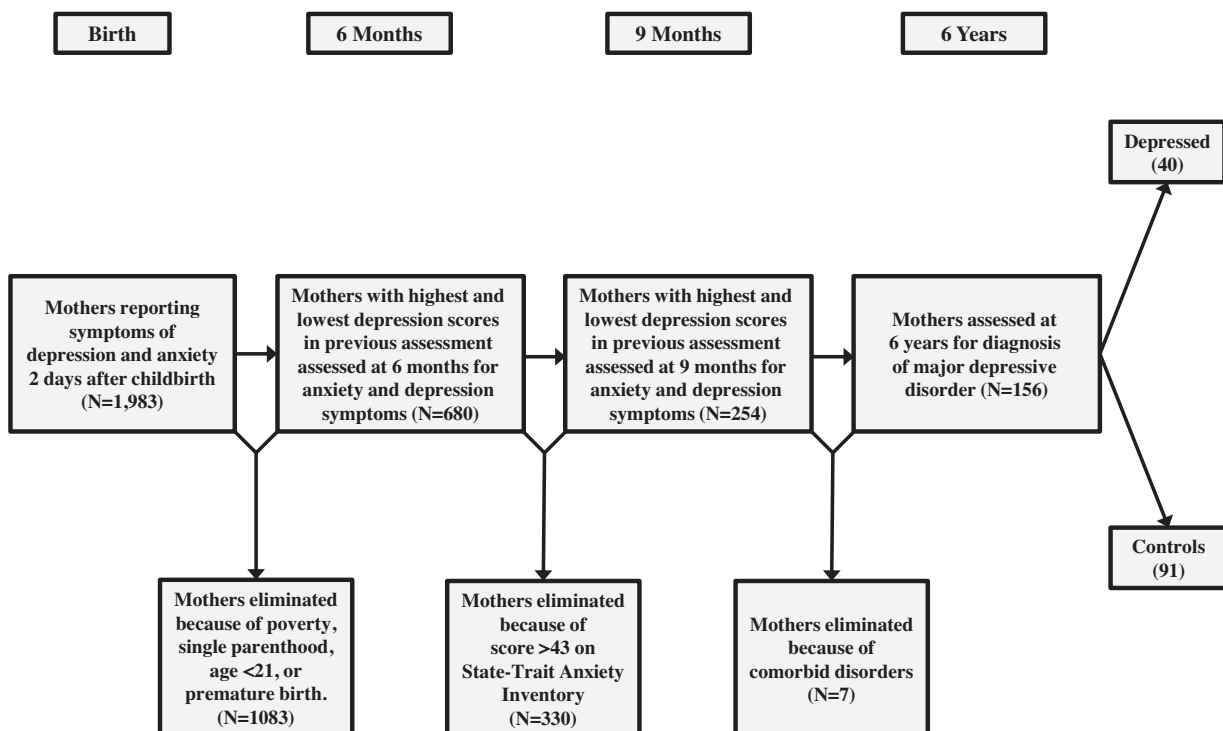 Birth
6 Months
9 Months
6 Years
Depressed
(40)
Mothers reporting
symptoms of
depression and anxiety
2 days after childbirth
(N=1,983)
Mothers with highest and
lowest depression scores
in previous assessment
assessed at 6 months for
anxiety and depression
symptoms (N=680)
Mothers with highest and
lowest depression scores
in previous assessment
assessed at 9 months for
anxiety and depression
symptoms (N=254)
Mothers assessed at
6 years for diagnosis
of major depressive
disorder (N=156)
Controls
(91)
Mothers eliminated
because of poverty,
single parenthood,
age <21, or
premature birth.
(N=1083)
Mothers eliminated
because of
score >43 on
State-Trait Anxiety
Inventory
(N=330)
Mothers eliminated
because of
comorbid disorders
(N=7)